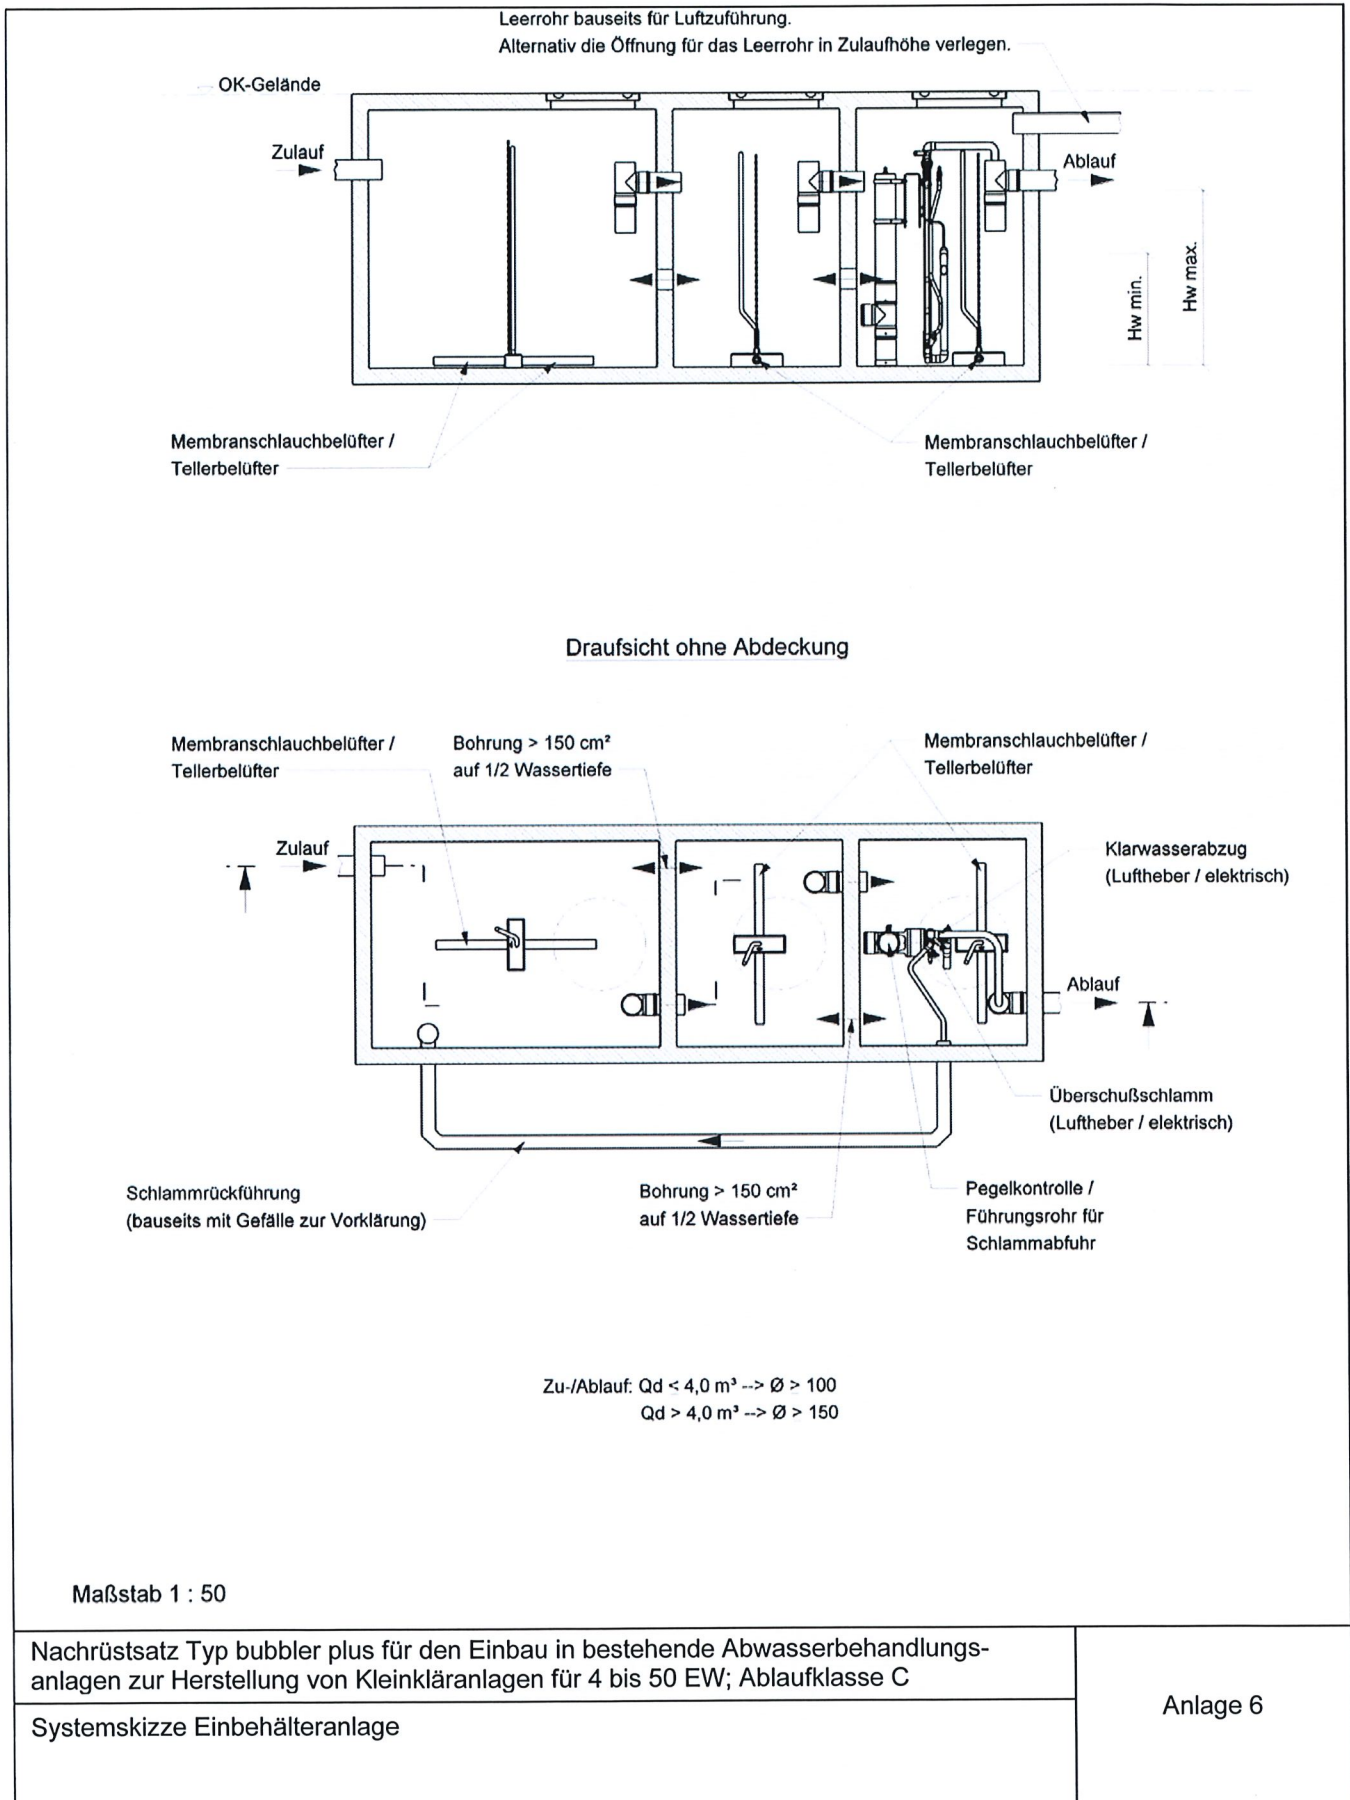 Leerrohr bauseits für Luftzuführung.
Alternativ die Öffnung für das Leerrohr in Zulaufhöhe verlegen.
OK-Gelände
Zulauf
Ablauf
Hw min.
Hw max.
Membranschlauchbelüfter /
Tellerbelüfter
Membranschlauchbelüfter /
Tellerbelüfter
Draufsicht ohne Abdeckung
Membranschlauchbelüfter /
Tellerbelüfter
Bohrung > 150 cm²
auf 1/2 Wassertiefe
Membranschlauchbelüfter /
Tellerbelüfter
Zulauf
Klarwasserabzug
(Luftheber / elektrisch)
Ablauf
Überschußschlamm
(Luftheber / elektrisch)
Schlammrückführung
(bauseits mit Gefälle zur Vorklärung)
Bohrung > 150 cm²
auf 1/2 Wassertiefe
Pegelkontrolle /
Führungsrohr für
Schlammabfuhr
Zu-/Ablauf: Qd < 4,0 m³ --> Ø > 100
Qd > 4,0 m³ --> Ø > 150
Maßstab 1 : 50
Nachrüstsatz Typ bubbler plus für den Einbau in bestehende Abwasserbehandlungs-
anlagen zur Herstellung von Kleinkläranlagen für 4 bis 50 EW; Ablaufklasse C
Systemskizze Einbehälteranlage
Anlage 6